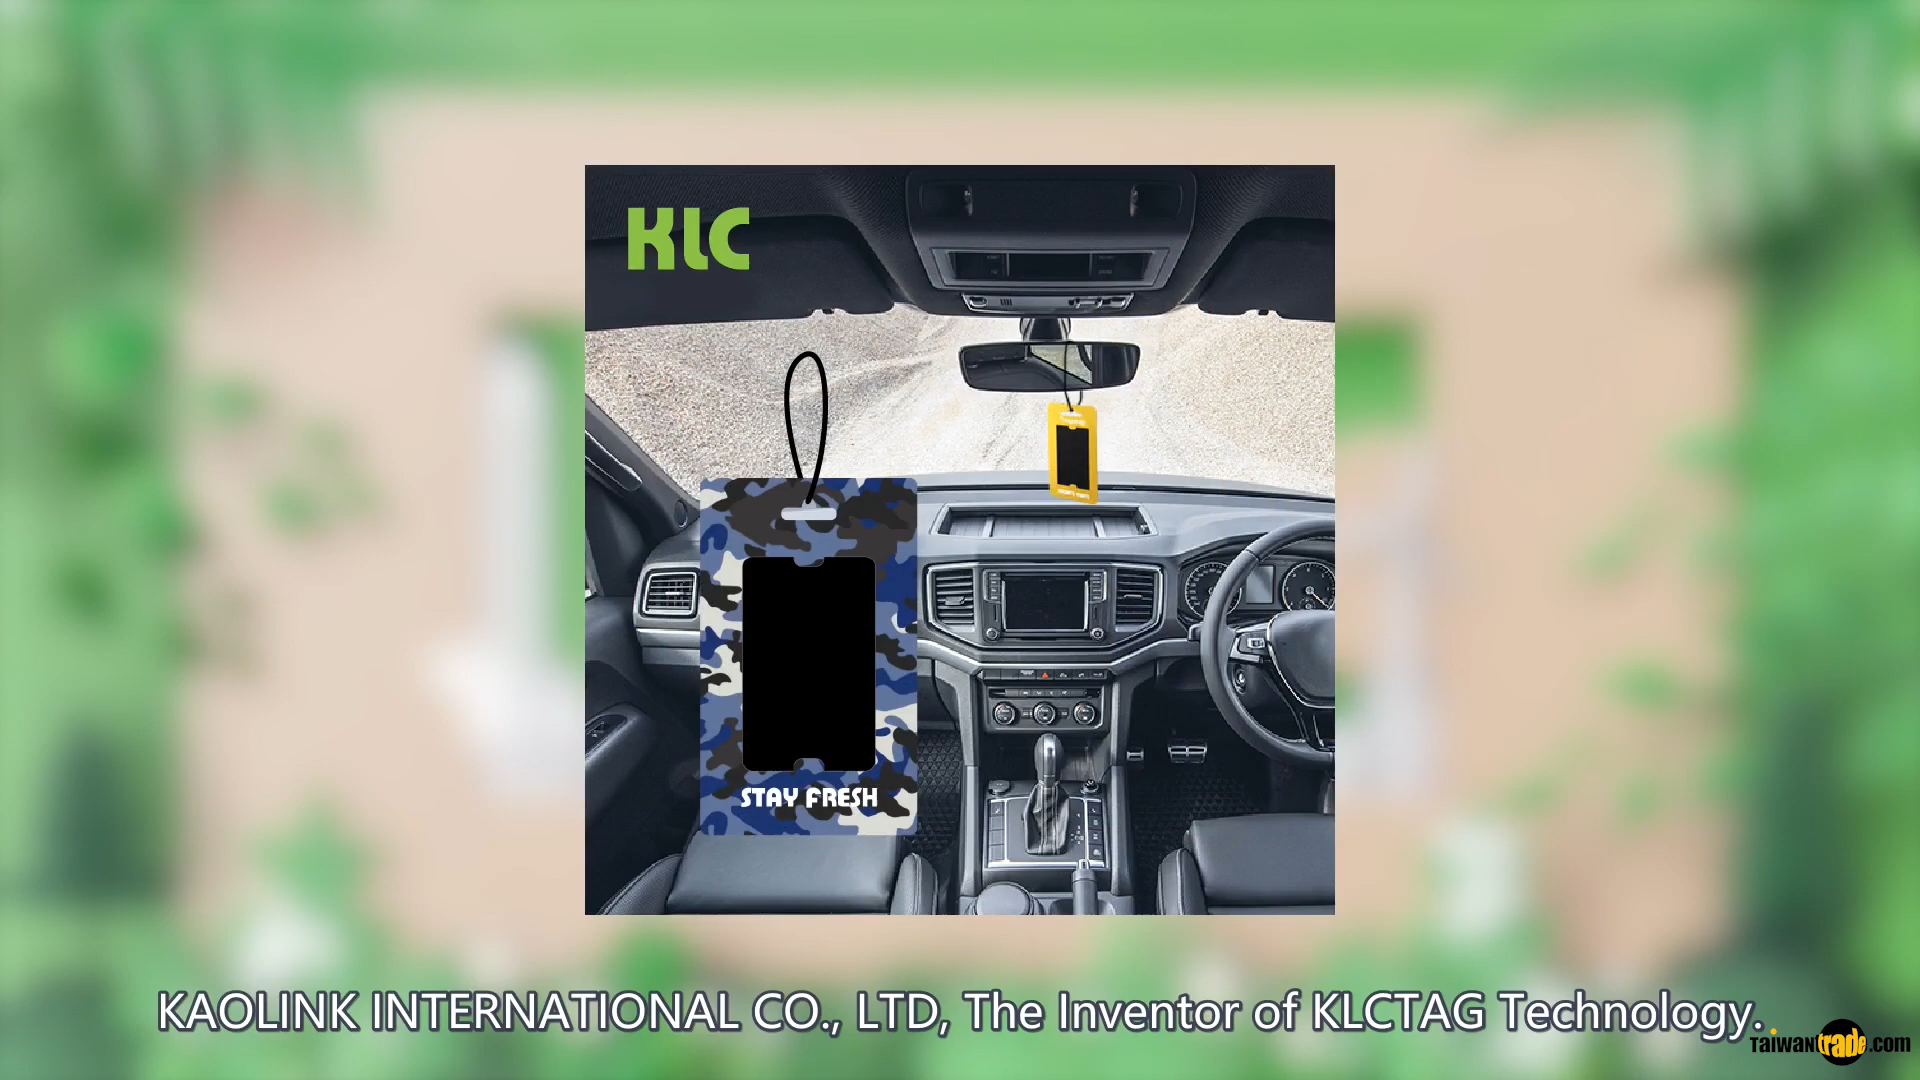 KLC
STAY FRESH
KAOLINK INTERNATIONAL CO., LTD, The Inventor of KLCTAG Technology.
Taiwantrade.com